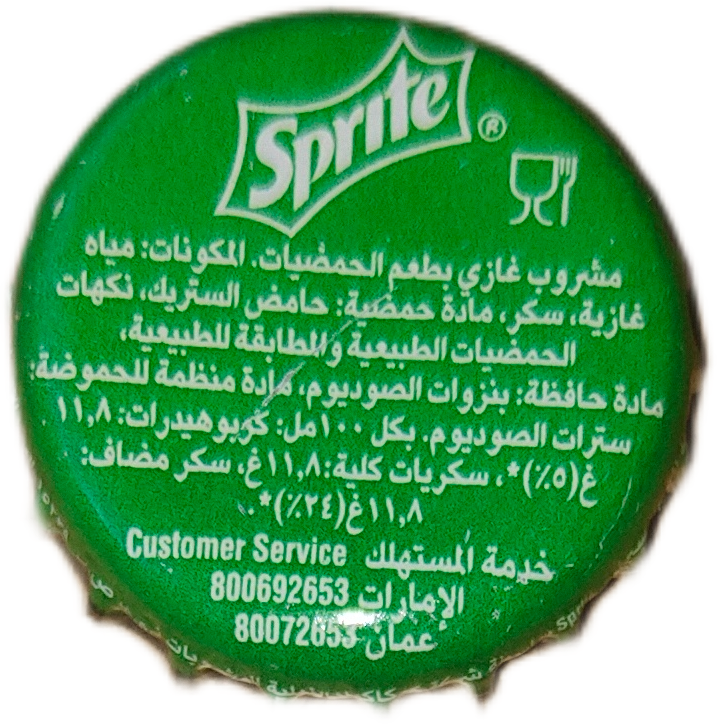 Sprite®
مشروب غازي بطعم الحمضيات. المكونات: مياه
غازية، سكر، مادة حمضية: حامض الستريك، نكهات
الحمضيات الطبيعية والمطابقة للطبيعية،
مادة حافظة: بنزوات الصوديوم، مادة منظمة للحموضة:
سترات الصوديوم. بكل ١٠٠مل: كربوهيدرات: ١١,٨
غ(٥٪)*، سكريات كلية:١١,٨غ، سكر مضاف:
١١,٨غ(٢٤٪)*.
خدمة المستهلك Customer Service
الإمارات 800692653
عمان 80072653